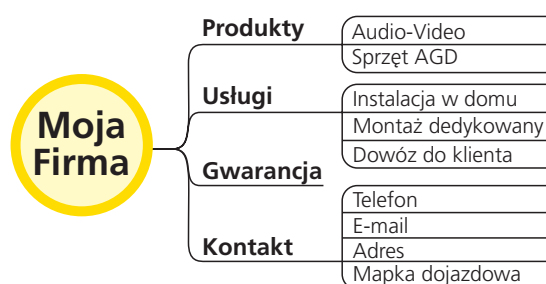 Moja
Firma
Produkty
Audio-Video
Sprzęt AGD
Usługi
Instalacja w domu
Montaż dedykowany
Dowóz do klienta
Gwarancja
Kontakt
Telefon
E-mail
Adres
Mapka dojazdowa